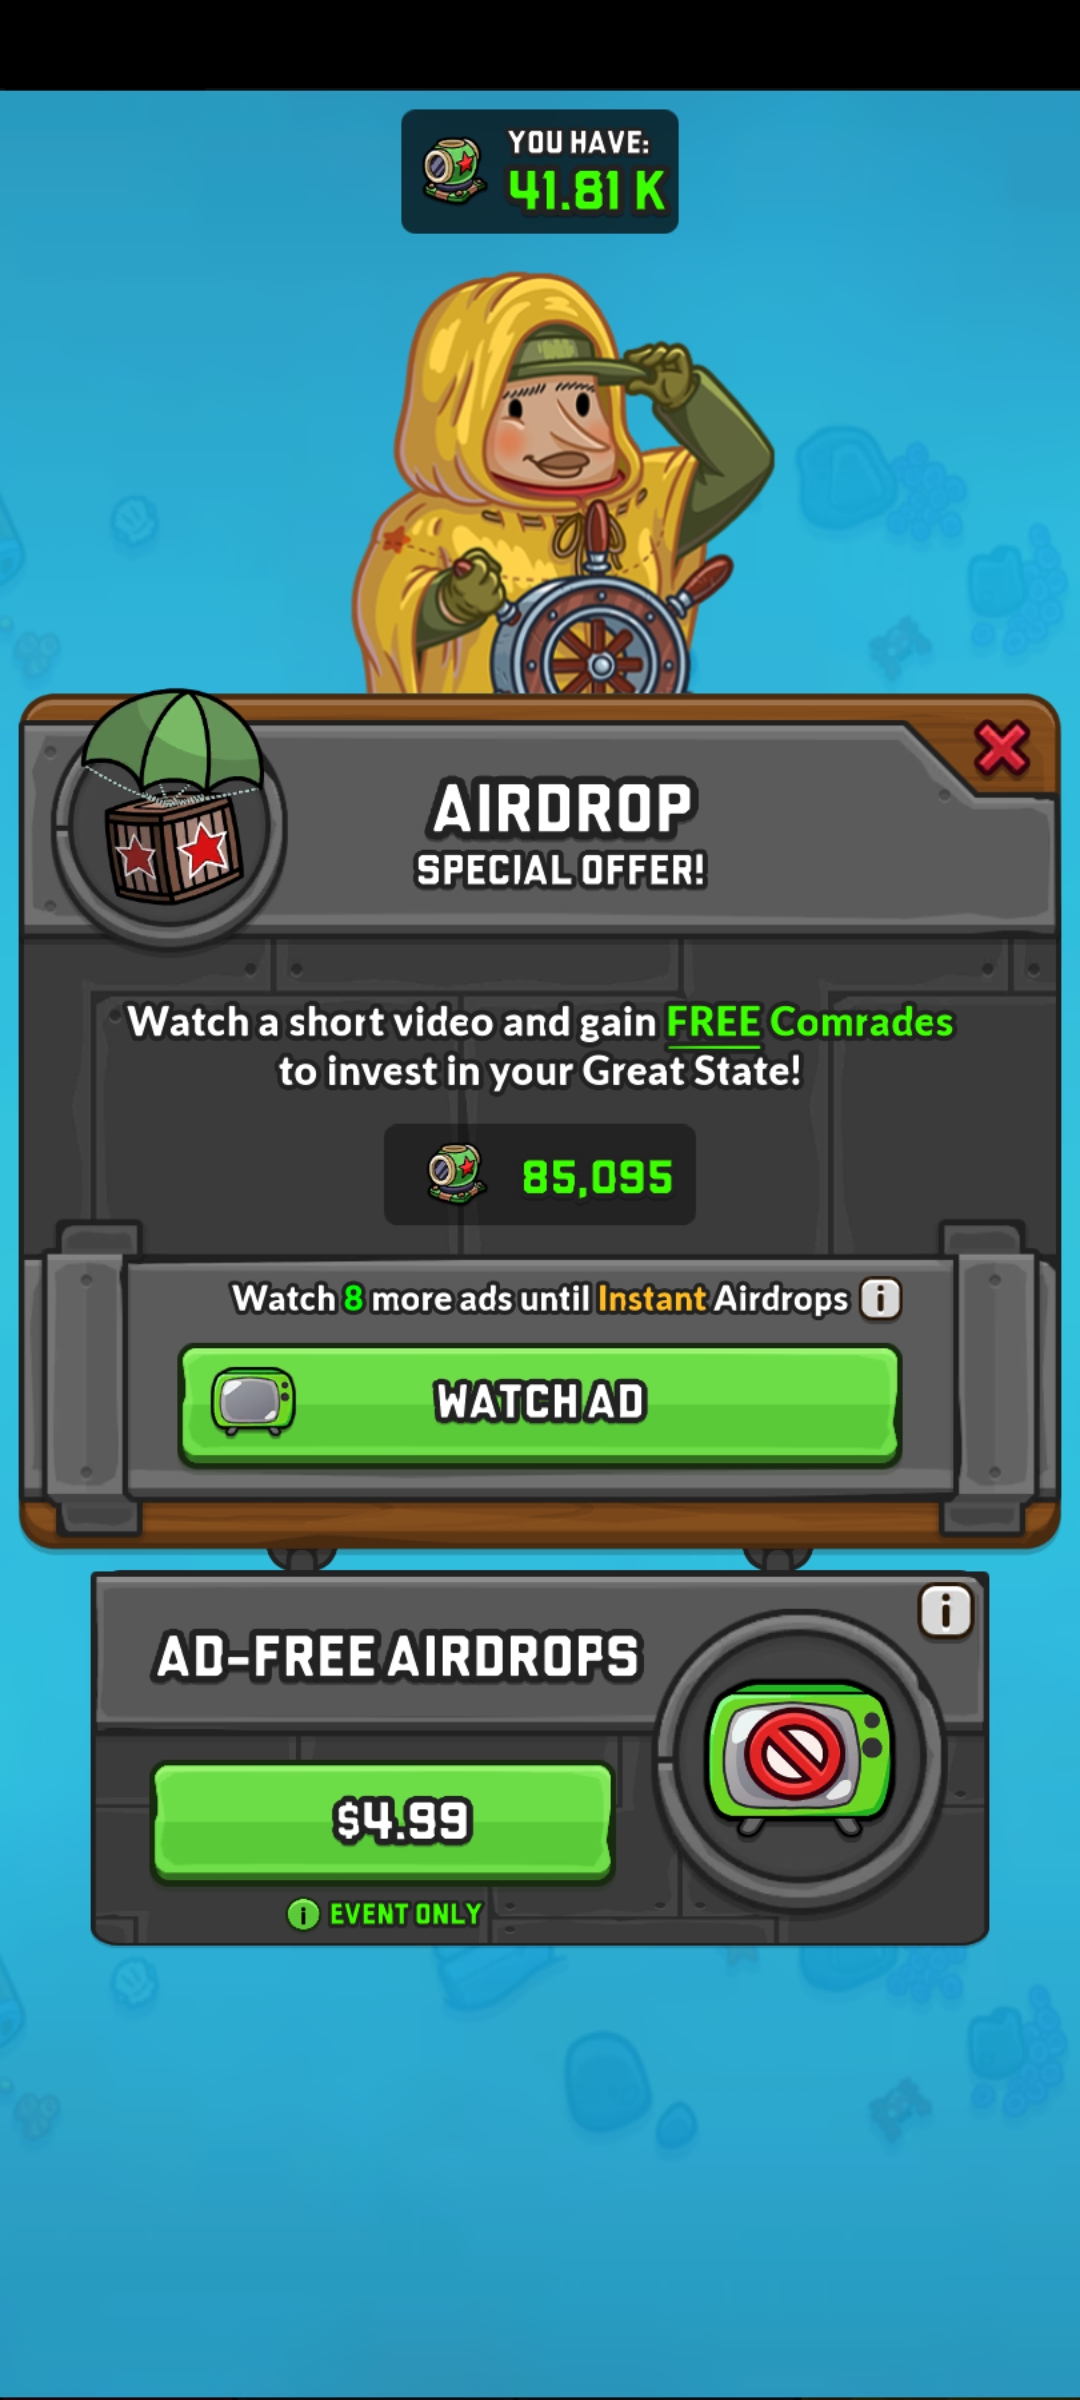 YOU HAVE:
41.81 K
AIRDROP
SPECIAL OFFER!
Watch a short video and gain FREE Comrades
to invest in your Great State!
85,095
Watch 8 more ads until Instant Airdrops i
WATCH AD
i
AD-FREE AIRDROPS
$4.99
i EVENT ONLY